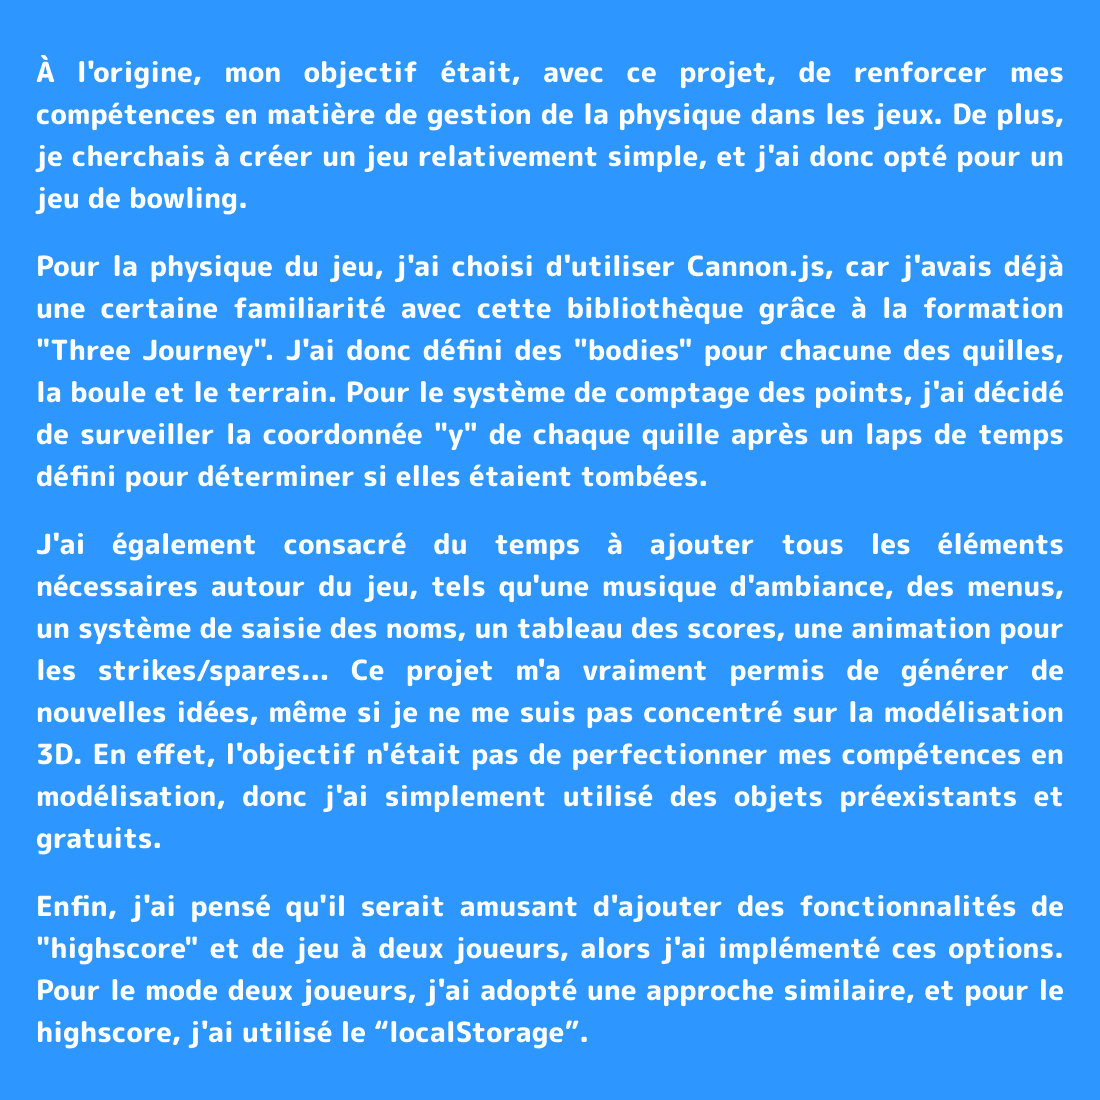 À l'origine, mon objectif était, avec ce projet, de renforcer mes
compétences en matière de gestion de la physique dans les jeux. De plus,
je cherchais à créer un jeu relativement simple, et j'ai donc opté pour un
jeu de bowling.
Pour la physique du jeu, j'ai choisi d'utiliser Cannon.js, car j'avais déjà
une certaine familiarité avec cette bibliothèque grâce à la formation
"Three Journey". J'ai donc défini des "bodies" pour chacune des quilles,
la boule et le terrain. Pour le système de comptage des points, j'ai décidé
de surveiller la coordonnée "y" de chaque quille après un laps de temps
défini pour déterminer si elles étaient tombées.
J'ai également consacré du temps à ajouter tous les éléments
nécessaires autour du jeu, tels qu'une musique d'ambiance, des menus,
un système de saisie des noms, un tableau des scores, une animation pour
les strikes/spares... Ce projet m'a vraiment permis de générer de
nouvelles idées, même si je ne me suis pas concentré sur la modélisation
3D. En effet, l'objectif n'était pas de perfectionner mes compétences en
modélisation, donc j'ai simplement utilisé des objets préexistants et
gratuits.
Enfin, j'ai pensé qu'il serait amusant d'ajouter des fonctionnalités de
"highscore" et de jeu à deux joueurs, alors j'ai implémenté ces options.
Pour le mode deux joueurs, j'ai adopté une approche similaire, et pour le
highscore, j'ai utilisé le “localStorage”.